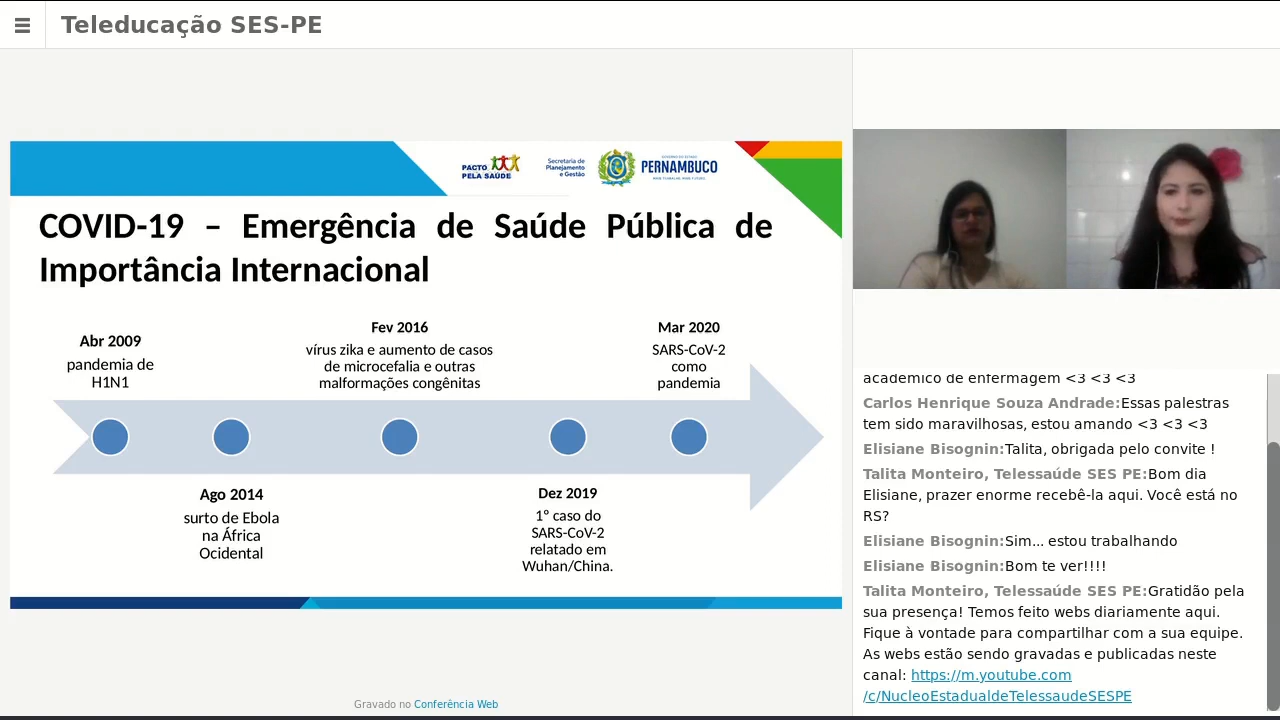 Teleducação SES-PE
PACTO
PELA SAÚDE
Secretaria de
Planejamento
e Gestão
PERNAMBUCO
COVID-19 – Emergência de Saúde Pública de
Importância Internacional
Abr 2009
pandemia de
H1N1
Fev 2016
vírus zika e aumento de casos
de microcefalia e outras
malformações congênitas
Mar 2020
SARS-CoV-2
como
pandemia
Ago 2014
surto de Ebola
na África
Ocidental
Dez 2019
1º caso do
SARS-CoV-2
relatado em
Wuhan/China.
Gravado no Conferência Web
acadêmico de enfermagem <3 <3 <3
Carlos Henrique Souza Andrade:Essas palestras
tem sido maravilhosas, estou amando <3 <3 <3
Elisiane Bisognin:Talita, obrigada pelo convite !
Talita Monteiro, Telessaúde SES PE:Bom dia
Elisiane, prazer enorme recebê-la aqui. Você está no
RS?
Elisiane Bisognin:Sim... estou trabalhando
Elisiane Bisognin:Bom te ver!!!!
Talita Monteiro, Telessaúde SES PE:Gratidão pela
sua presença! Temos feito webs diariamente aqui.
Fique à vontade para compartilhar com a sua equipe.
As webs estão sendo gravadas e publicadas neste
canal: https://m.youtube.com
/c/NucleoEstadualdeTelessaudeSESPE